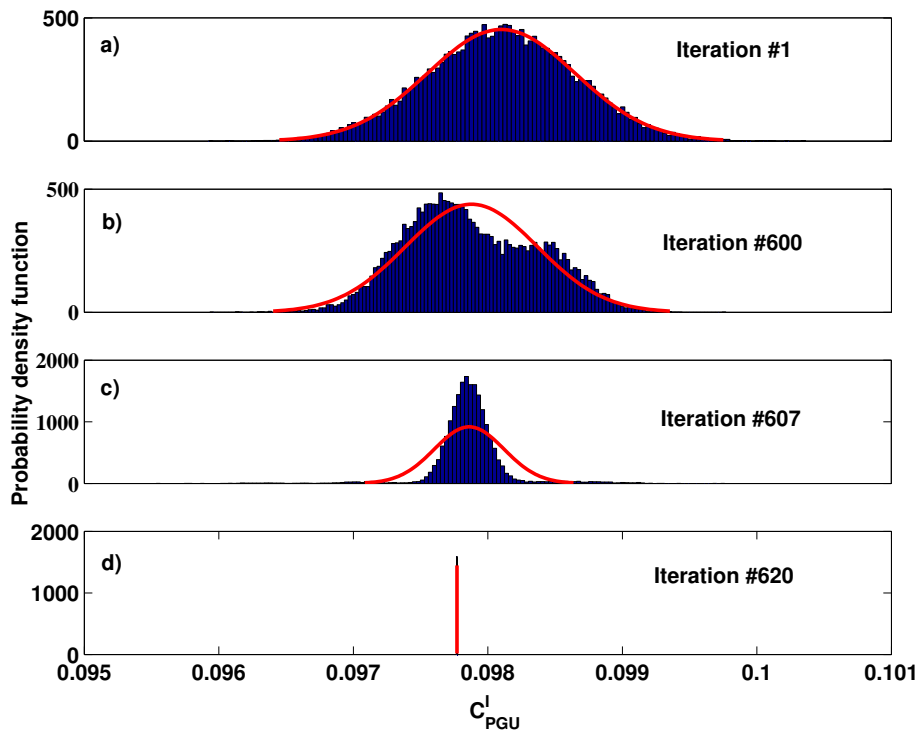 500
a)
Iteration #1
0
500
b)
Iteration #600
0
2000
c)
Iteration #607
1000
0
2000
d)
Iteration #620
1000
0
0.095 0.096 0.097 0.098 0.099 0.1 0.101
C^l_PGU
Probability density function